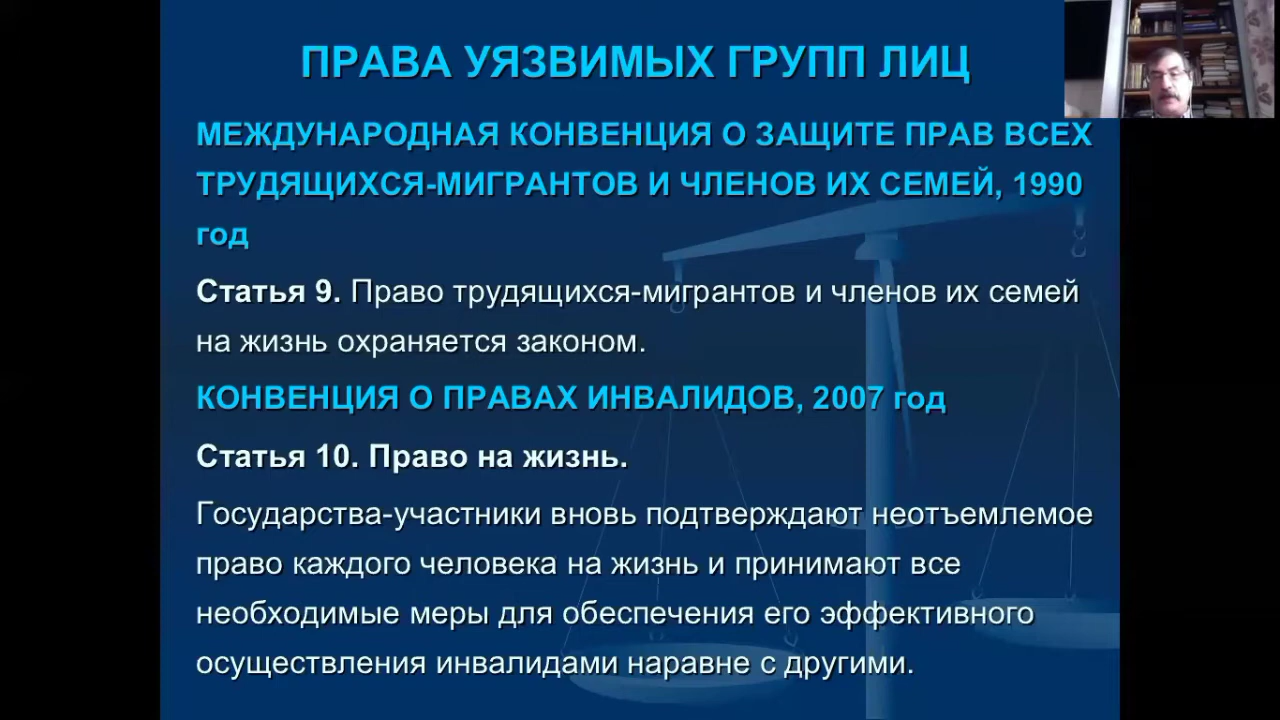 ПРАВА УЯЗВИМЫХ ГРУПП ЛИЦ
МЕЖДУНАРОДНАЯ КОНВЕНЦИЯ О ЗАЩИТЕ ПРАВ ВСЕХ
ТРУДЯЩИХСЯ-МИГРАНТОВ И ЧЛЕНОВ ИХ СЕМЕЙ, 1990
год
Статья 9. Право трудящихся-мигрантов и членов их семей
на жизнь охраняется законом.
КОНВЕНЦИЯ О ПРАВАХ ИНВАЛИДОВ, 2007 год
Статья 10. Право на жизнь.
Государства-участники вновь подтверждают неотъемлемое
право каждого человека на жизнь и принимают все
необходимые меры для обеспечения его эффективного
осуществления инвалидами наравне с другими.